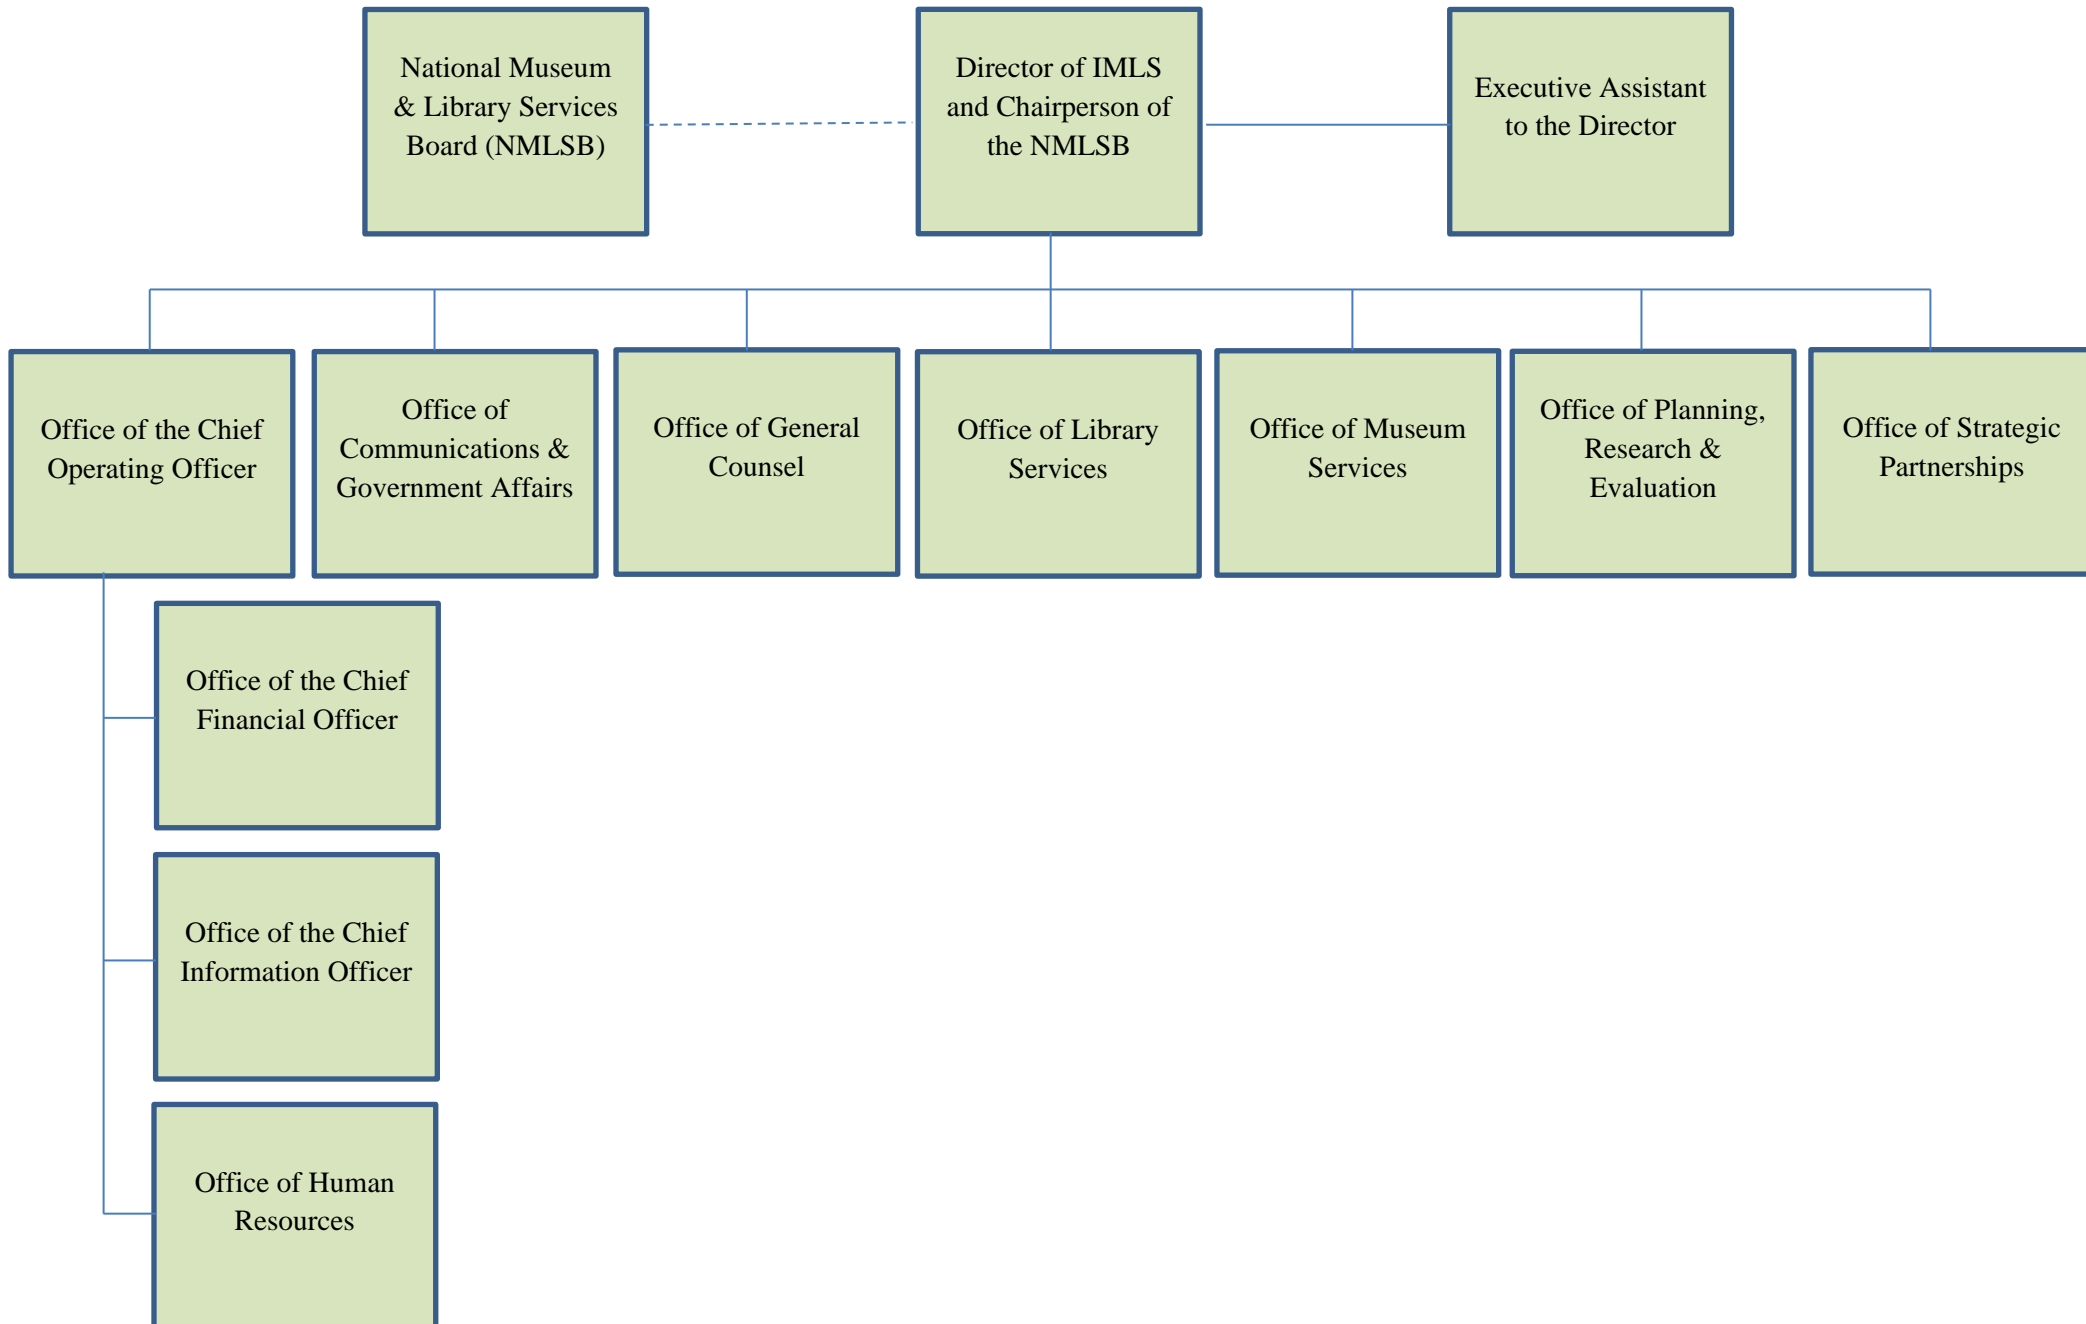 National Museum
& Library Services
Board (NMLSB)
Director of IMLS
and Chairperson of
the NMLSB
Executive Assistant
to the Director
Office of the Chief
Operating Officer
Office of
Communications &
Government Affairs
Office of General
Counsel
Office of Library
Services
Office of Museum
Services
Office of Planning,
Research &
Evaluation
Office of Strategic
Partnerships
Office of the Chief
Financial Officer
Office of the Chief
Information Officer
Office of Human
Resources